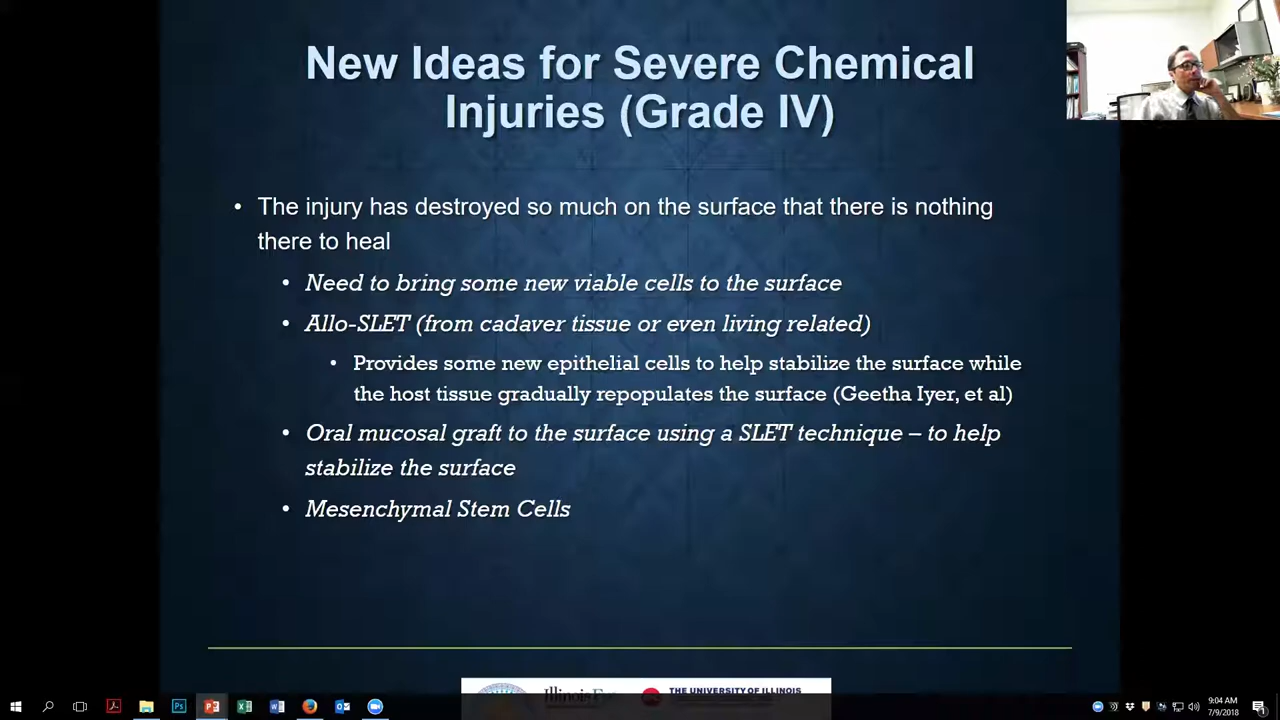 New Ideas for Severe Chemical
Injuries (Grade IV)
• The injury has destroyed so much on the surface that there is nothing
there to heal
• Need to bring some new viable cells to the surface
• Allo-SLET (from cadaver tissue or even living related)
• Provides some new epithelial cells to help stabilize the surface while
the host tissue gradually repopulates the surface (Geetha Iyer, et al)
• Oral mucosal graft to the surface using a SLET technique – to help
stabilize the surface
• Mesenchymal Stem Cells
THE UNIVERSITY OF ILLINOIS
9:04 AM
7/9/2018